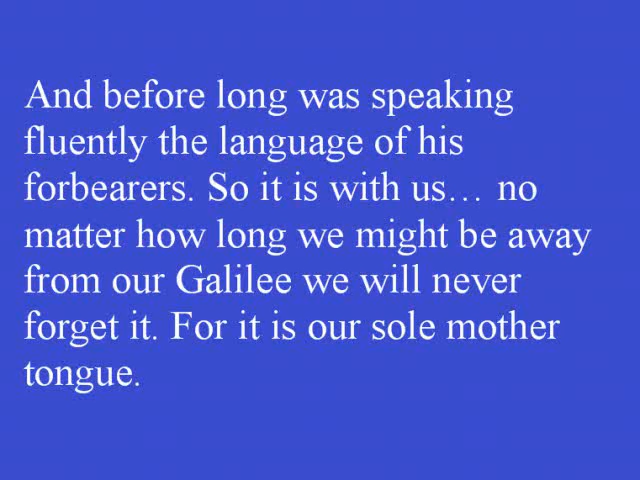 And before long was speaking
fluently the language of his
forbearers. So it is with us… no
matter how long we might be away
from our Galilee we will never
forget it. For it is our sole mother
tongue.